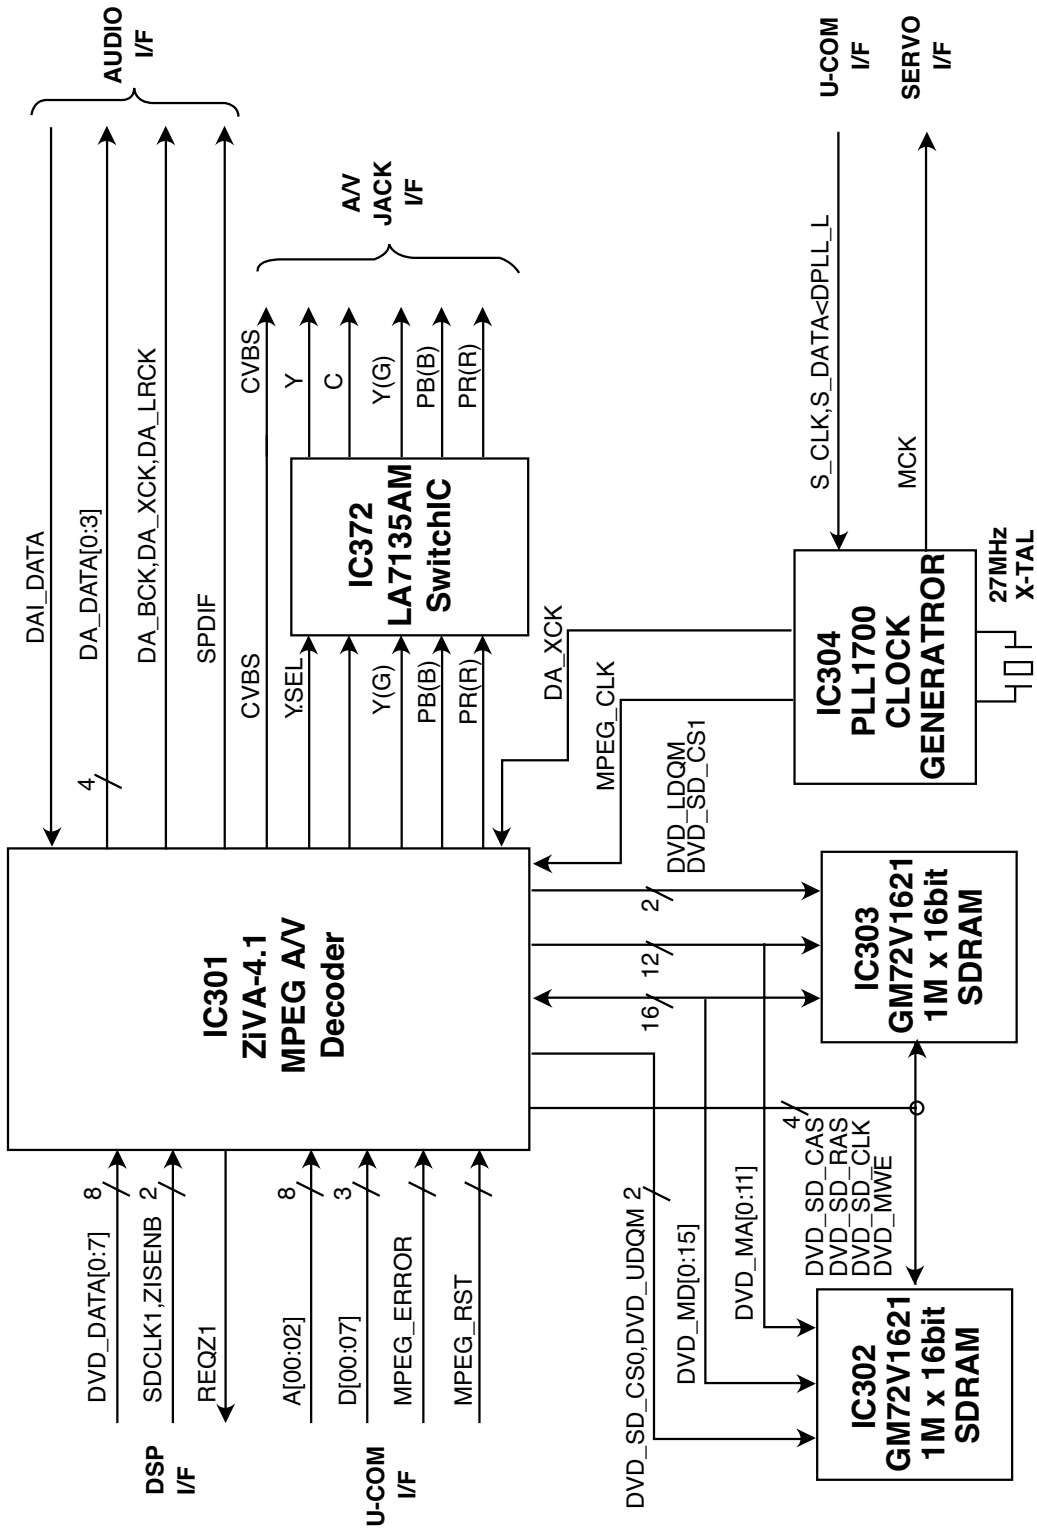 DSP
I/F
DVD_DATA[0:7]
8
SDCLK1,ZISENB
2
REQZ1
U-COM
I/F
A[00:02]
8
D[00:07]
3
MPEG_ERROR
MPEG_RST
IC301
ZiVA-4.1
MPEG A/V
Decoder
DAI_DATA
DA_DATA[0:3]
4
DA_BCK,DA_XCK,DA_LRCK
SPDIF
AUDIO
I/F
CVBS
Y.SEL
Y(G)
PB(B)
PR(R)
IC372
LA7135AM
SwitchIC
CVBS
Y
C
Y(G)
PB(B)
PR(R)
A/V
JACK
I/F
DA_XCK
MPEG_CLK
DVD_LDQM
DVD_SD_CS1
2
12
16
DVD_SD_CS0,DVD_UDQM 2
DVD_MD[0:15]
DVD_MA[0:11]
4
DVD_SD_CAS
DVD_SD_RAS
DVD_SD_CLK
DVD_MWE
IC302
GM72V1621
1M x 16bit
SDRAM
IC303
GM72V1621
1M x 16bit
SDRAM
IC304
PLL1700
CLOCK
GENERATROR
27MHz
X-TAL
S_CLK,S_DATA<DPLL_L
MCK
U-COM
I/F
SERVO
I/F